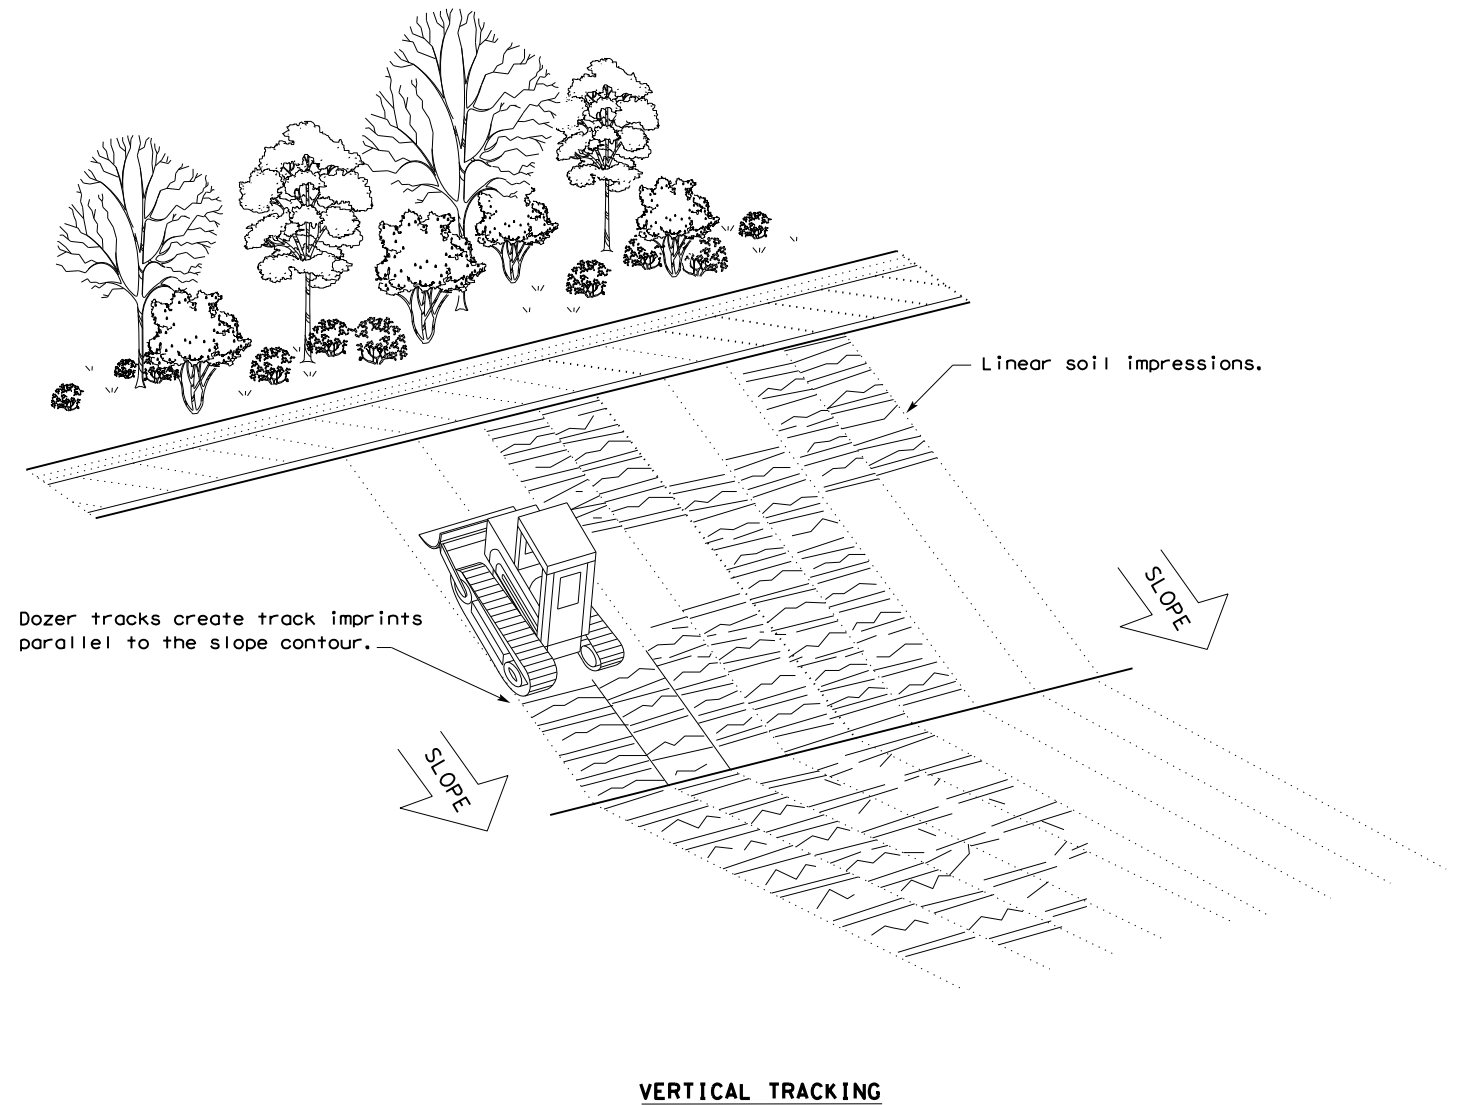 Linear soil impressions.
SLOPE
Dozer tracks create track imprints
parallel to the slope contour.
SLOPE
VERTICAL TRACKING